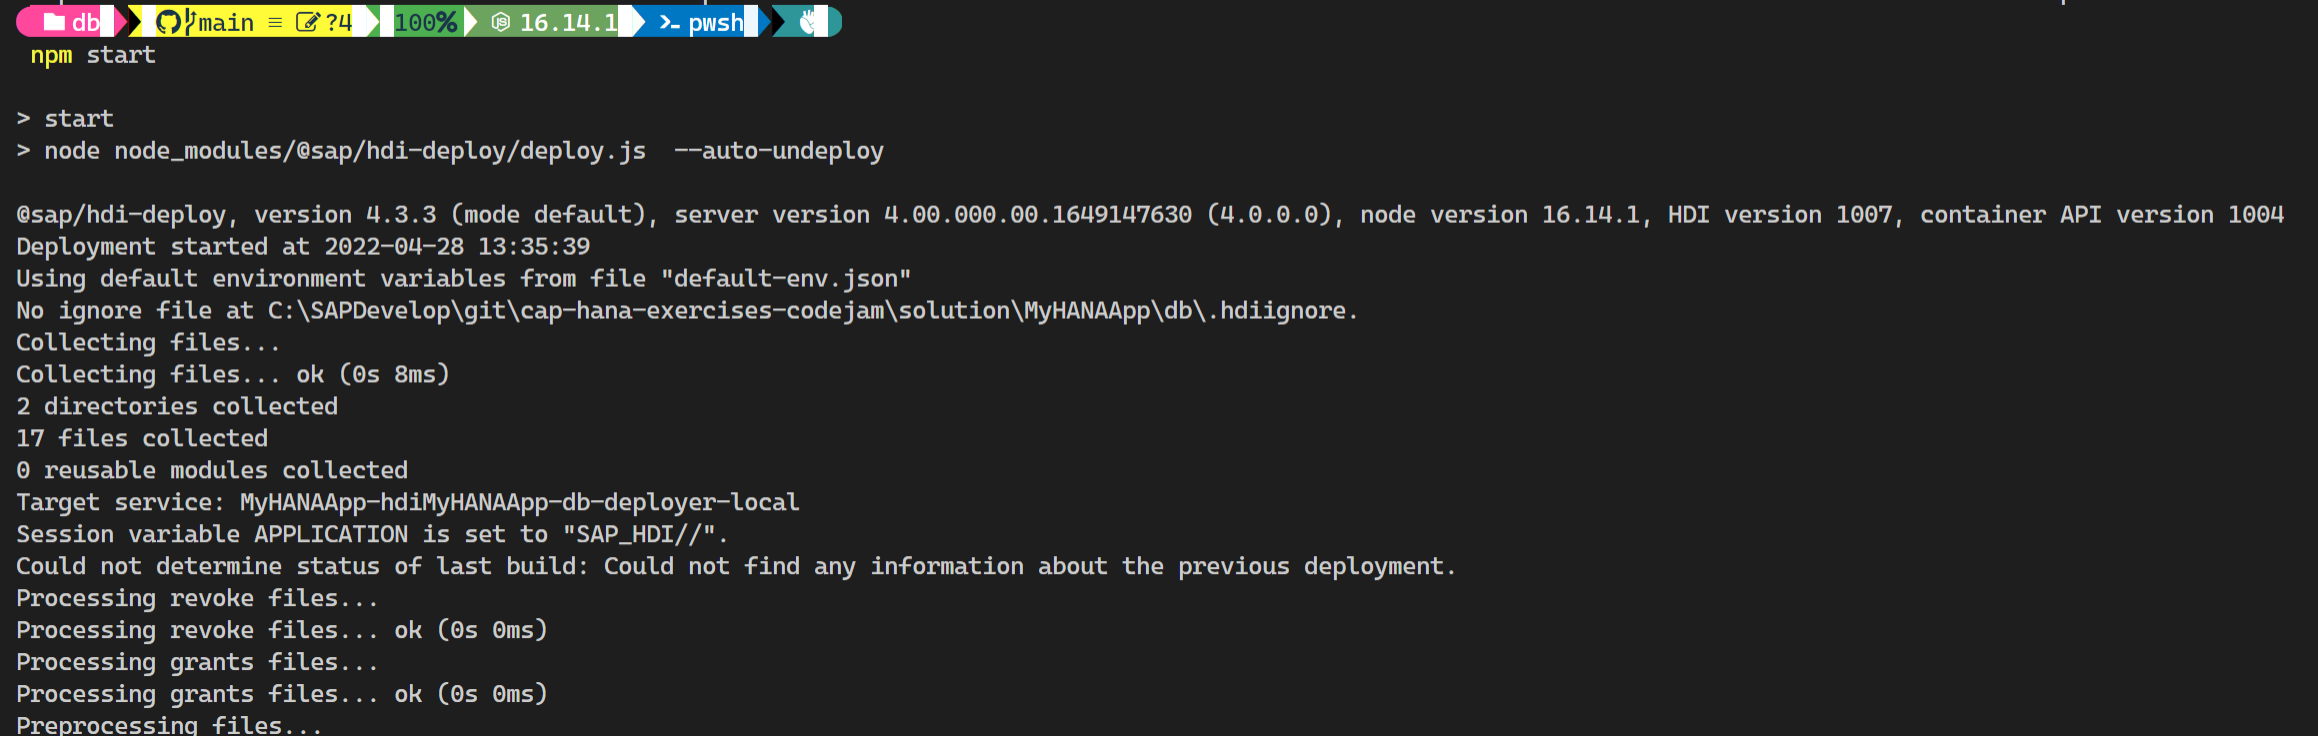 db main ≡ ?4 100% 16.14.1 pwsh
npm start
> start
> node node_modules/@sap/hdi-deploy/deploy.js  --auto-undeploy
@sap/hdi-deploy, version 4.3.3 (mode default), server version 4.00.000.00.1649147630 (4.0.0.0), node version 16.14.1, HDI version 1007, container API version 1004
Deployment started at 2022-04-28 13:35:39
Using default environment variables from file "default-env.json"
No ignore file at C:\SAPDevelop\git\cap-hana-exercises-codejam\solution\MyHANAApp\db\.hdiignore.
Collecting files...
Collecting files... ok (0s 8ms)
2 directories collected
17 files collected
0 reusable modules collected
Target service: MyHANAApp-hdiMyHANAApp-db-deployer-local
Session variable APPLICATION is set to "SAP_HDI//".
Could not determine status of last build: Could not find any information about the previous deployment.
Processing revoke files...
Processing revoke files... ok (0s 0ms)
Processing grants files...
Processing grants files... ok (0s 0ms)
Preprocessing files...